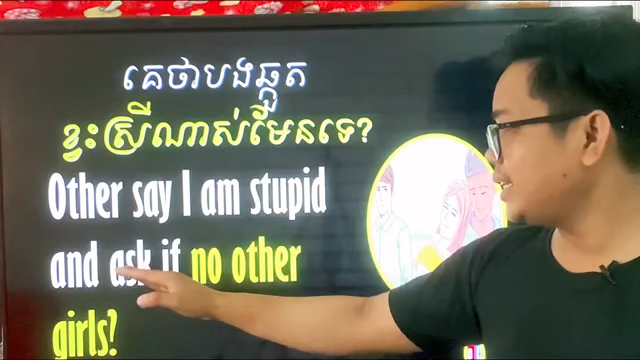 គេថាបងឆ្កួត
ខ្វះស្រីណាស់មែនទេ?
Other say I am stupid
and ask if no other
girls?